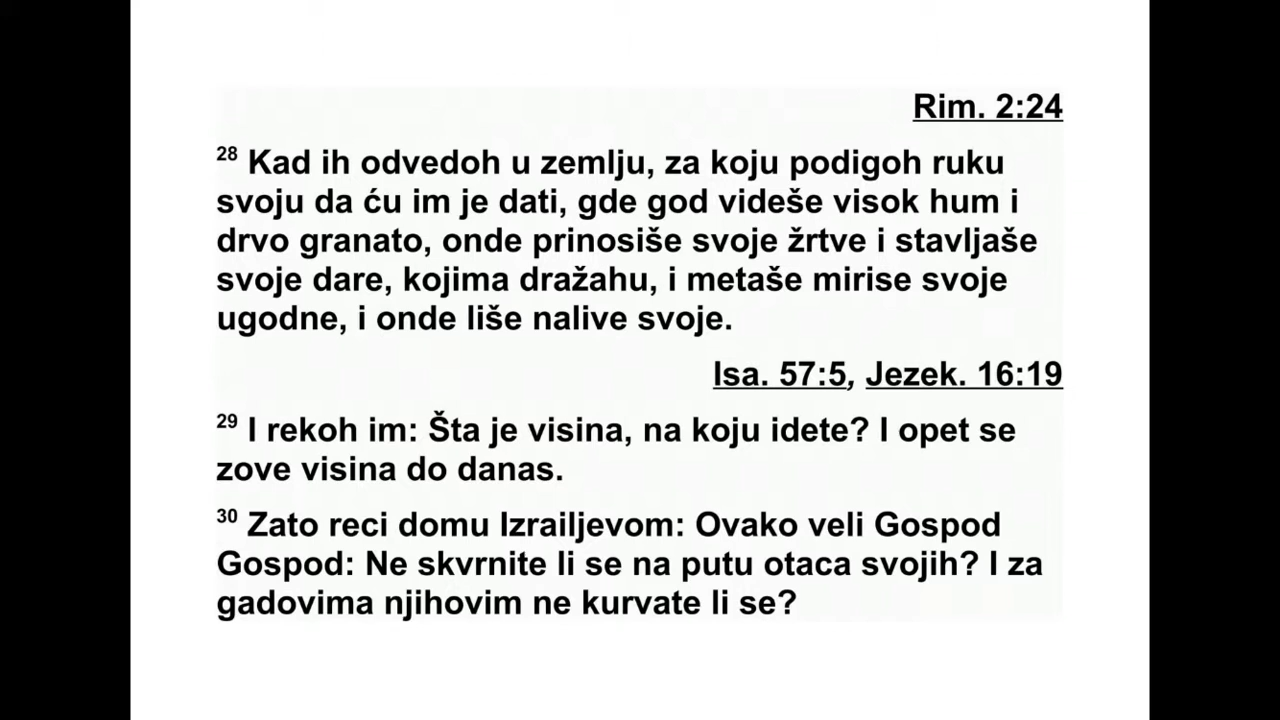 Rim. 2:24
28 Kad ih odvedoh u zemlju, za koju podigoh ruku
svoju da ću im je dati, gde god videše visok hum i
drvo granato, onde prinosiše svoje žrtve i stavljaše
svoje dare, kojima dražahu, i metaše mirise svoje
ugodne, i onde liše nalive svoje.
Isa. 57:5, Jezek. 16:19
29 I rekoh im: Šta je visina, na koju idete? I opet se
zove visina do danas.
30 Zato reci domu Izrailjevom: Ovako veli Gospod
Gospod: Ne skvrnite li se na putu otaca svojih? I za
gadovima njihovim ne kurvate li se?